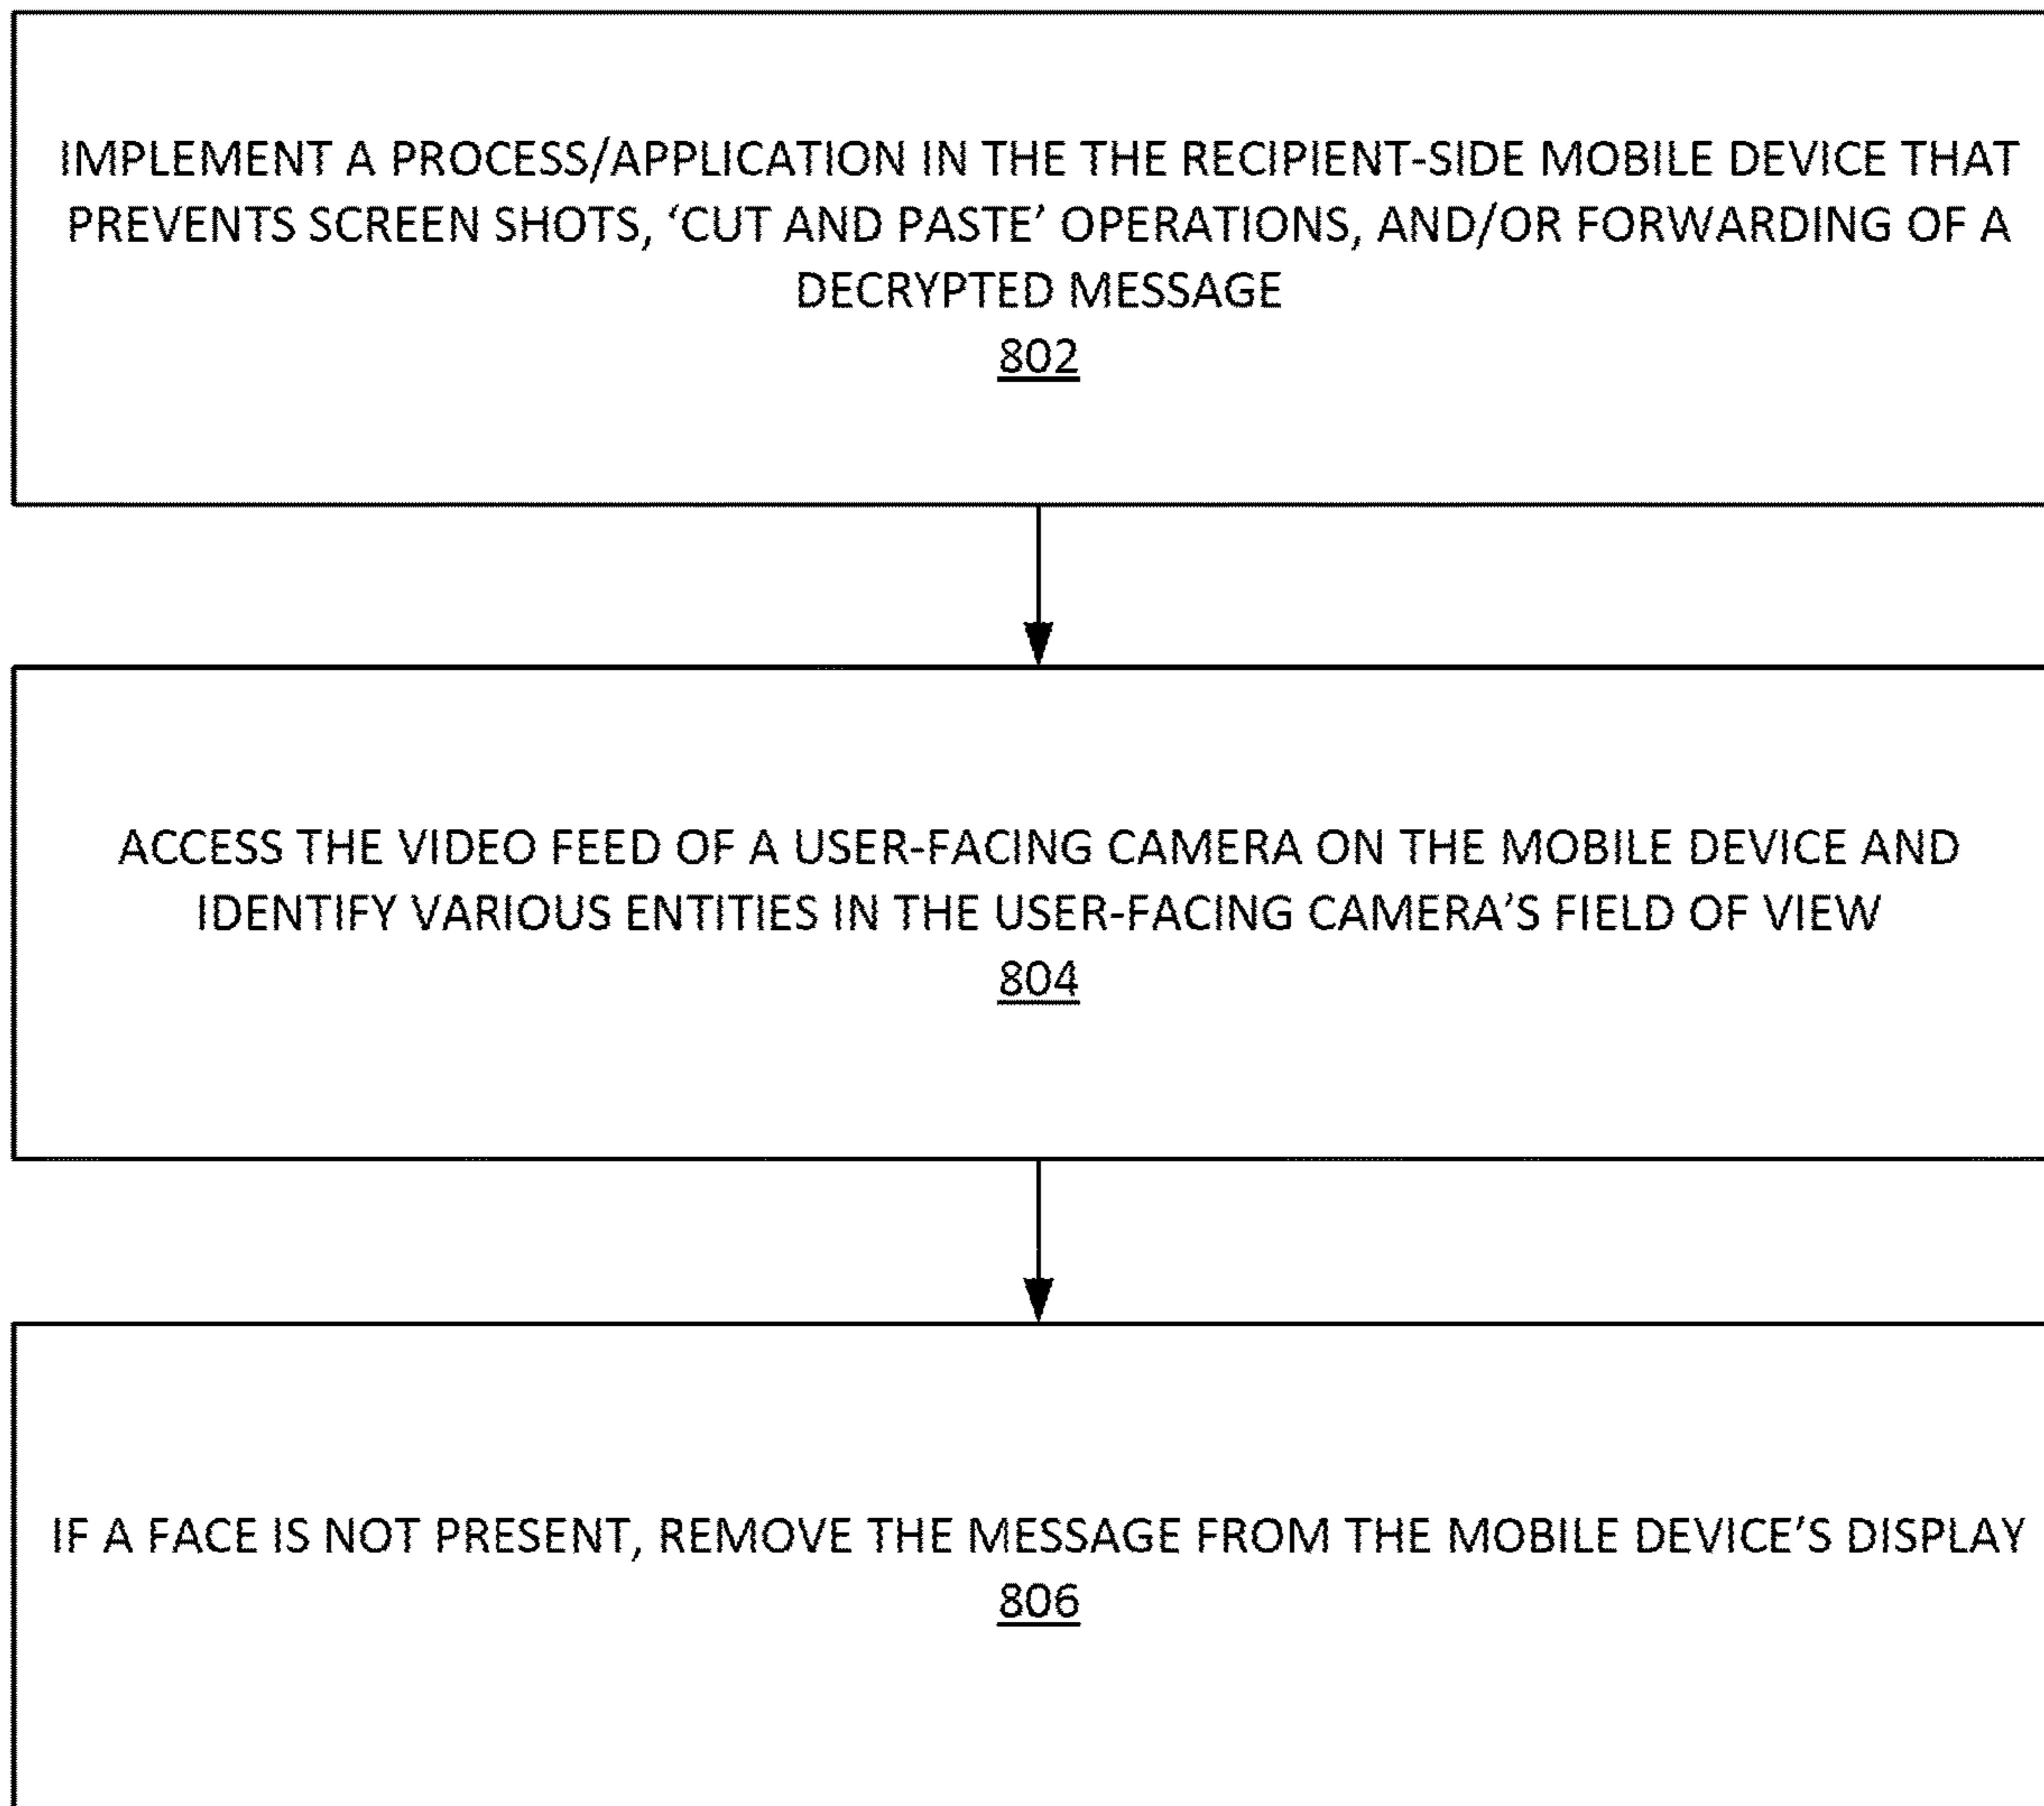 IMPLEMENT A PROCESS/APPLICATION IN THE THE RECIPIENT-SIDE MOBILE DEVICE THAT
PREVENTS SCREEN SHOTS, ‘CUT AND PASTE’ OPERATIONS, AND/OR FORWARDING OF A
DECRYPTED MESSAGE
802
ACCESS THE VIDEO FEED OF A USER-FACING CAMERA ON THE MOBILE DEVICE AND
IDENTIFY VARIOUS ENTITIES IN THE USER-FACING CAMERA’S FIELD OF VIEW
804
IF A FACE IS NOT PRESENT, REMOVE THE MESSAGE FROM THE MOBILE DEVICE’S DISPLAY
806